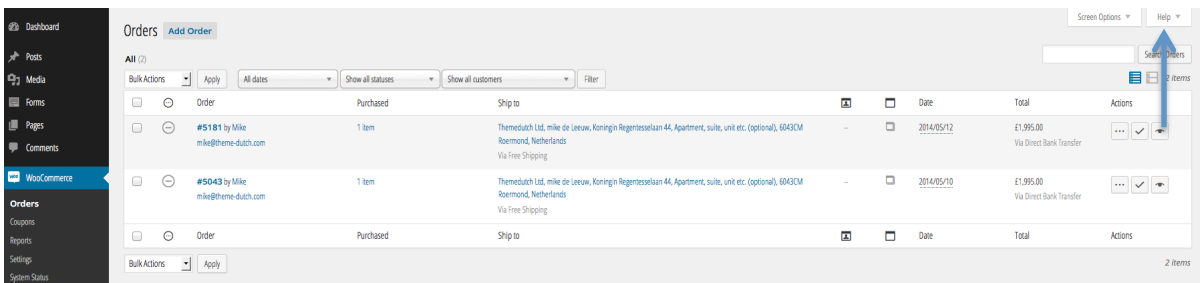 Dashboard
Posts
Media
Forms
Pages
Comments
WooCommerce
Orders
Coupons
Reports
Settings
System Status
Screen Options
Help
Orders Add Order
All (2)
Search Orders
Bulk Actions Apply All dates Show all statuses Show all customers Filter
2 items
Order Purchased Ship to Date Total Actions
#5181 by Mike 1 item Themedutch Ltd, mike de Leeuw, Koningin Regentesselaan 44, Apartment, suite, unit etc. (optional), 6043CM – 2014/05/12 £1,995.00
mike@theme-dutch.com Roermond, Netherlands Via Direct Bank Transfer
Via Free Shipping
#5043 by Mike 1 item Themedutch Ltd, mike de Leeuw, Koningin Regentesselaan 44, Apartment, suite, unit etc. (optional), 6043CM – 2014/05/10 £1,995.00
mike@theme-dutch.com Roermond, Netherlands Via Direct Bank Transfer
Via Free Shipping
Order Purchased Ship to Date Total Actions
Bulk Actions Apply
2 items